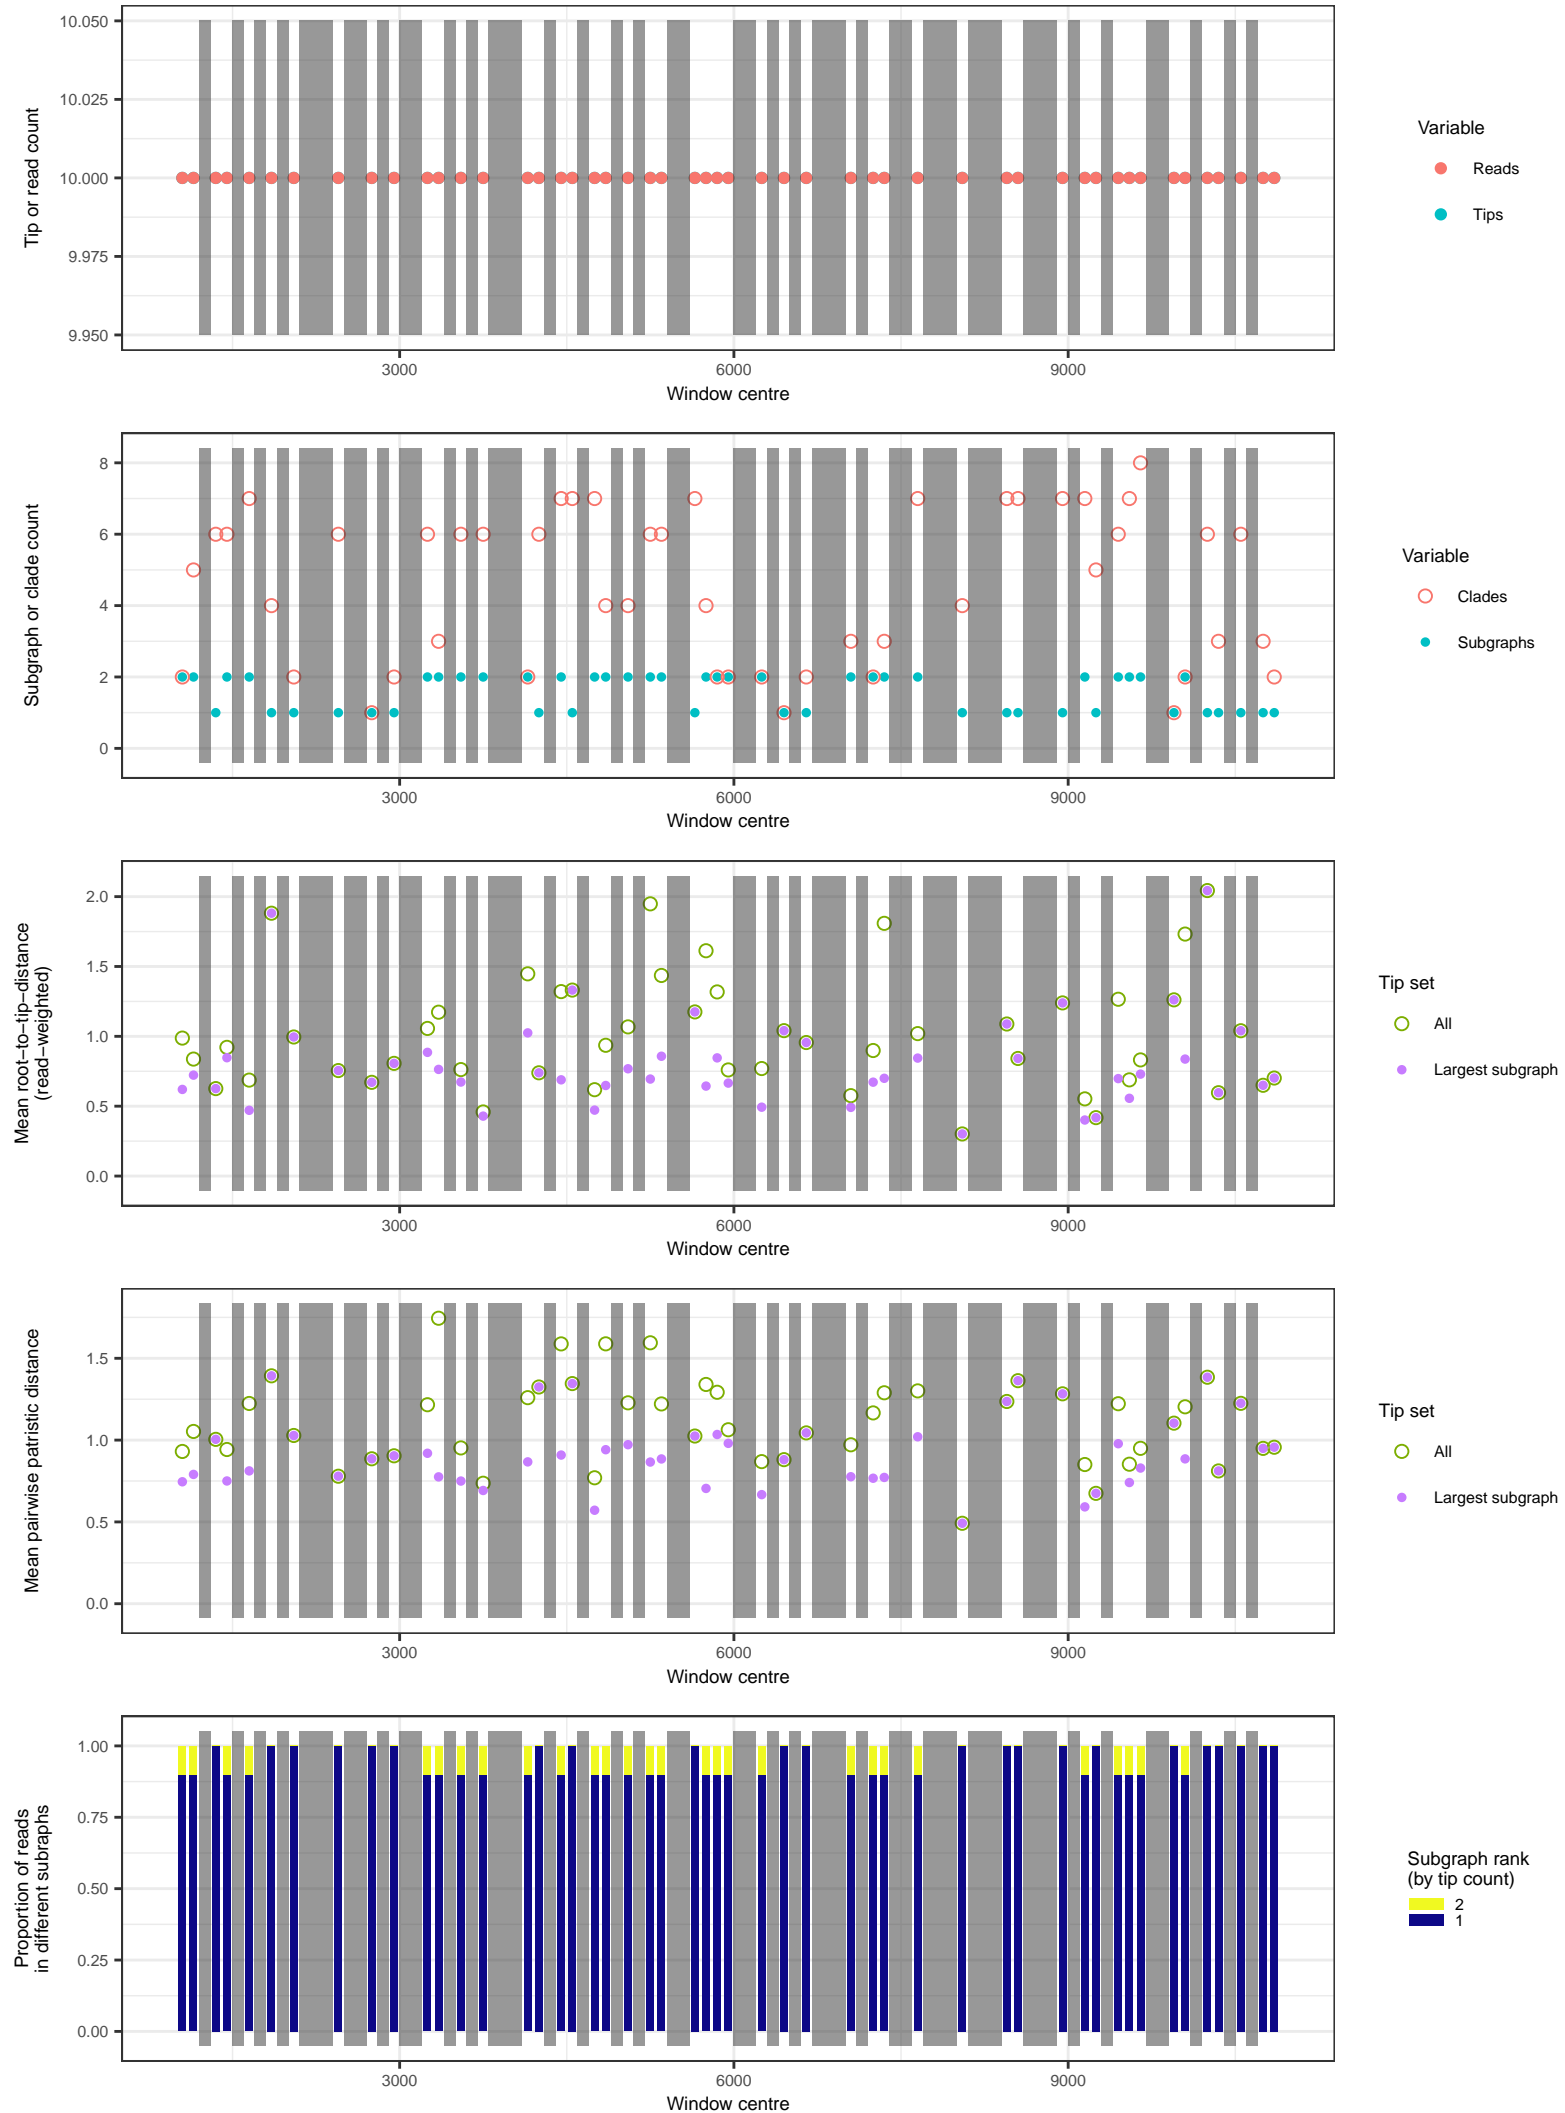 10.050
10.025
10.000
9.975
9.950
Tip or read count
3000
6000
9000
Window centre
Variable
Reads
Tips
8
6
4
2
0
Subgraph or clade count
3000
6000
9000
Window centre
Variable
Clades
Subgraphs
2.0
1.5
1.0
0.5
0.0
Mean root−to−tip−distance
(read−weighted)
3000
6000
9000
Window centre
Tip set
All
Largest subgraph
1.5
1.0
0.5
0.0
Mean pairwise patristic distance
3000
6000
9000
Window centre
Tip set
All
Largest subgraph
1.00
0.75
0.50
0.25
0.00
Proportion of reads
in different subraphs
3000
6000
9000
Window centre
Subgraph rank
(by tip count)
2
1